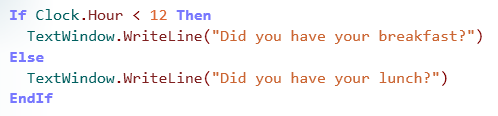 If Clock.Hour < 12 Then
  TextWindow.WriteLine("Did you have your breakfast?")
Else
  TextWindow.WriteLine("Did you have your lunch?")
EndIf